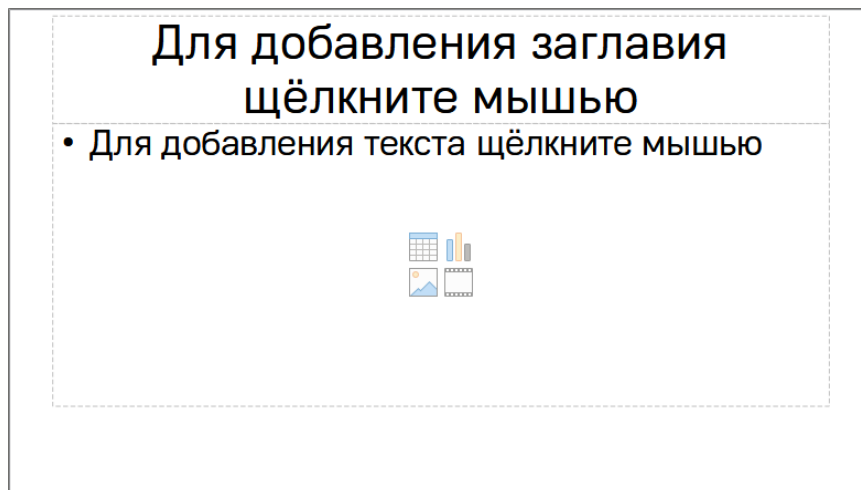 Для добавления заглавия
щёлкните мышью
• Для добавления текста щёлкните мышью